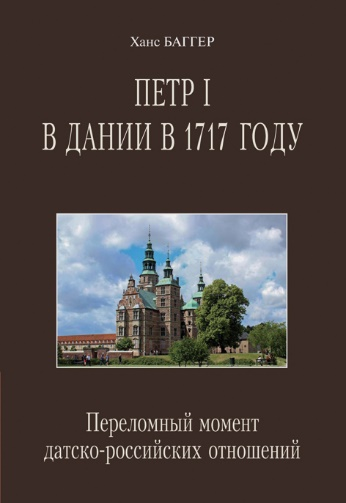 Ханс БАГГЕР
ПЕТР I
В ДАНИИ В 1717 ГОДУ
Переломный момент
датско-российских отношений